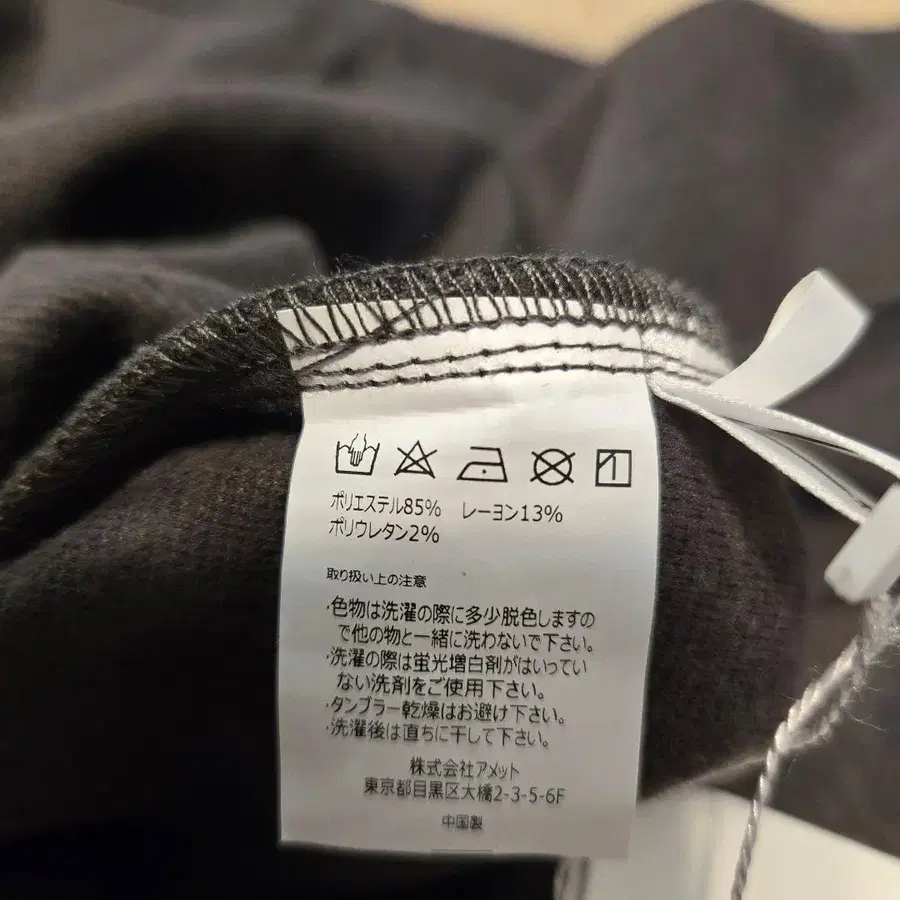 ポリエステル85%　レーヨン13%
ポリウレタン2%
取り扱い上の注意
・色物は洗濯の際に多少脱色しますの
で他の物と一緒に洗わないで下さい。
・洗濯の際は蛍光増白剤がはいってい
ない洗剤をご使用下さい。
・タンブラー乾燥はお避け下さい。
・洗濯後は直ちに干して下さい。
株式会社アメット
東京都目黒区大橋2-3-5-6F
中国製